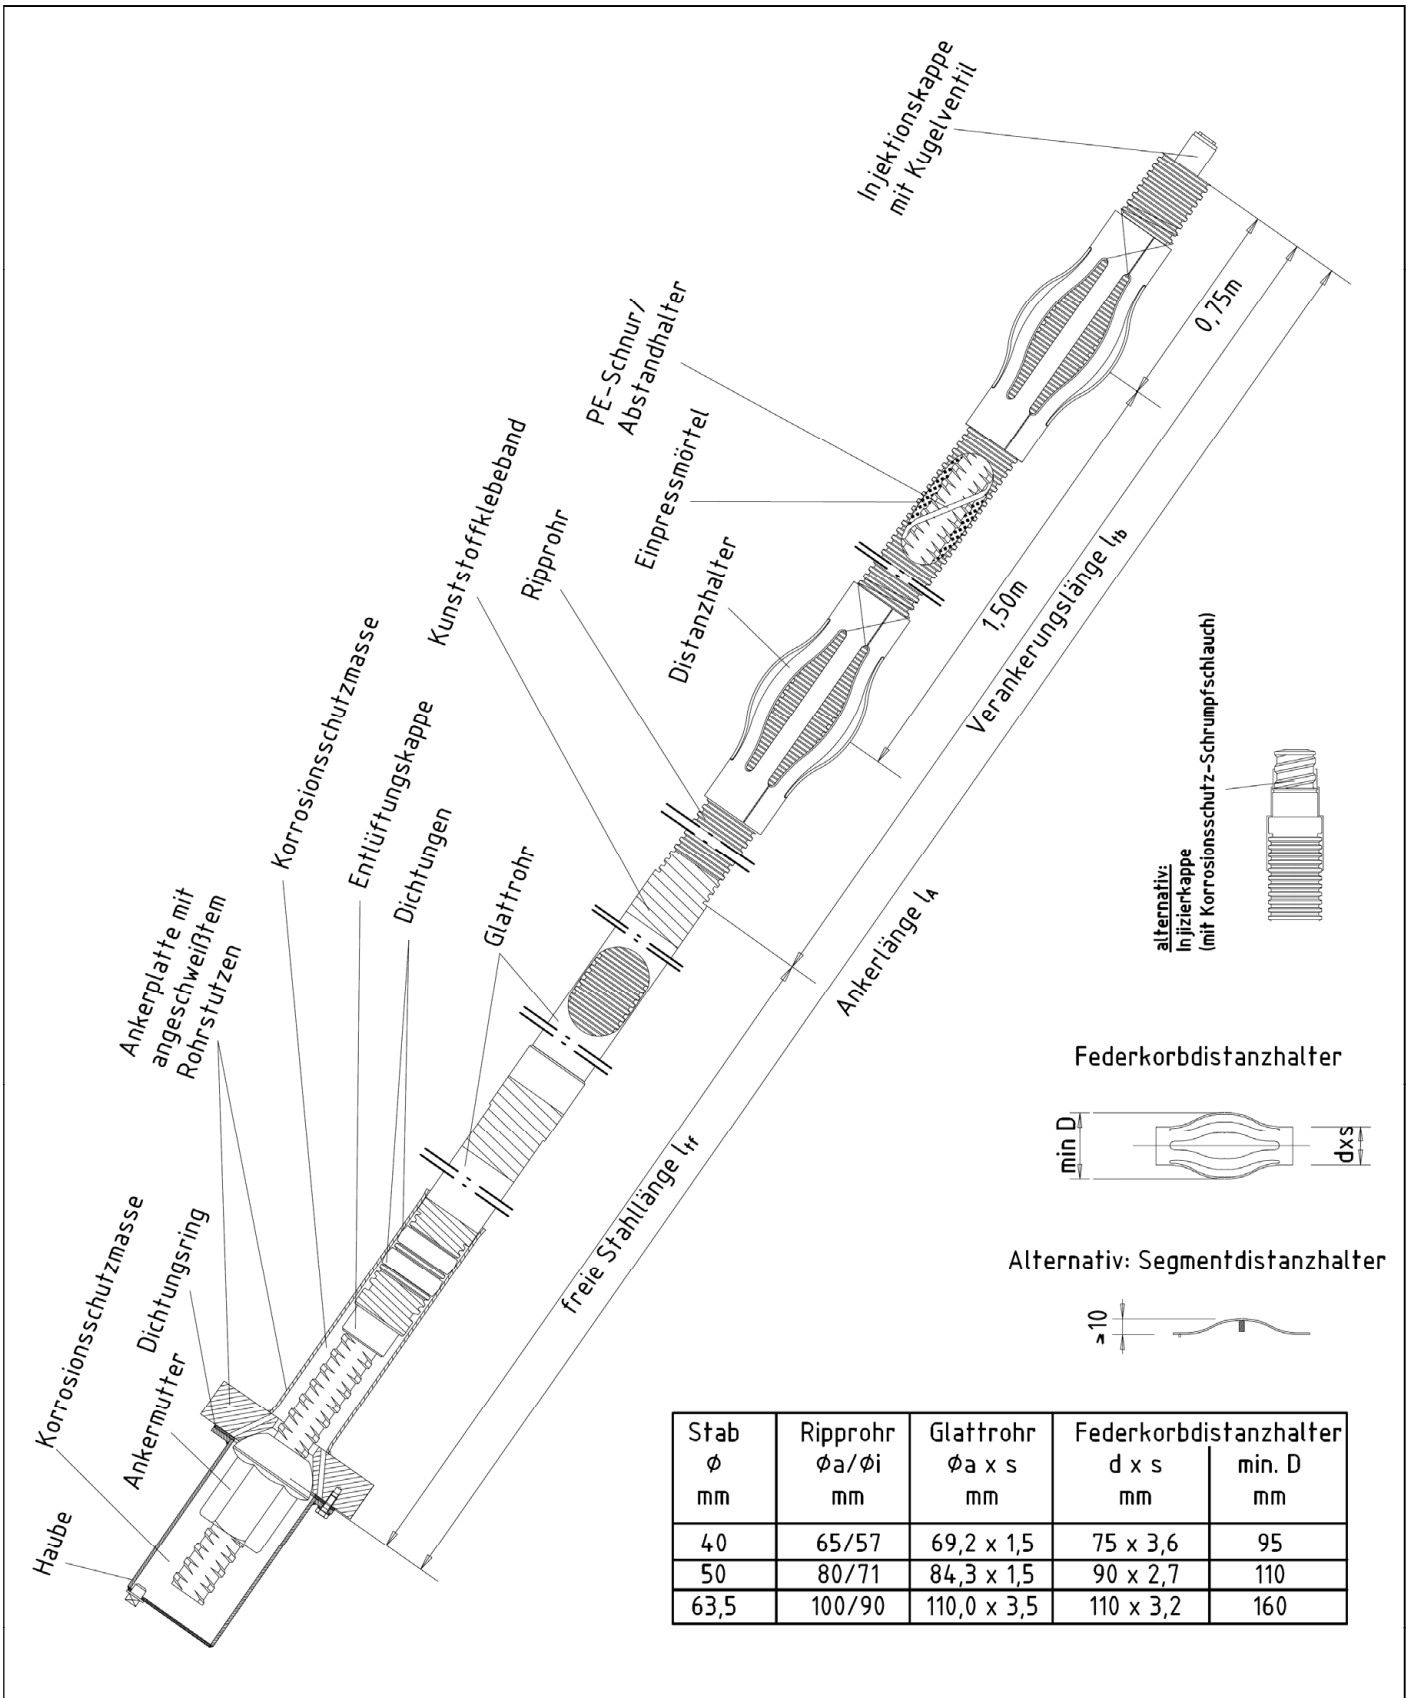 Injektionskappe
mit Kugelventil
0,75m
PE-Schnur/
Abstandhalter
Einpressmörtel
Kunststoffklebeband
Ripprohr
Distanzhalter
1,50m
Verankerungslänge ltb
Ankerlänge lA
freie Stahllänge ltf
Korrosionsschutzmasse
Entlüftungskappe
Dichtungen
Glattrohr
Ankerplatte mit
angeschweißtem
Rohrstutzen
Korrosionsschutzmasse
Dichtungsring
Ankermutter
Haube
alternativ:
Injizierkappe
(mit Korrosionsschutz-Schrumpfschlauch)
Federkorbdistanzhalter
min D
dxs
Alternativ: Segmentdistanzhalter
≥10
Stab Ripprohr Glattrohr Federkorbdistanzhalter
ϕ ϕa/ϕi ϕa x s d x s min. D
mm mm mm mm mm
40 65/57 69,2 x 1,5 75 x 3,6 95
50 80/71 84,3 x 1,5 90 x 2,7 110
63,5 100/90 110,0 x 3,5 110 x 3,2 160